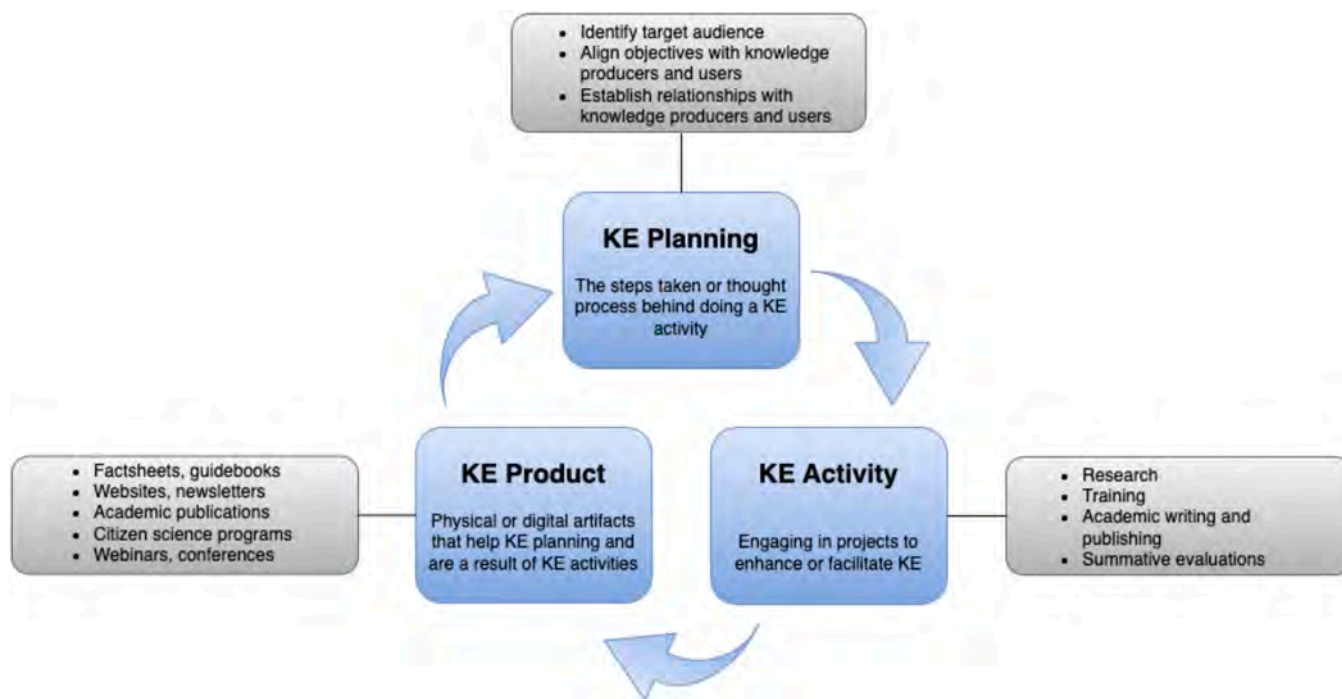 • Identify target audience
• Align objectives with knowledge
producers and users
• Establish relationships with
knowledge producers and users
KE Planning
The steps taken or thought
process behind doing a KE
activity
KE Product
Physical or digital artifacts
that help KE planning and
are a result of KE activities
• Factsheets, guidebooks
• Websites, newsletters
• Academic publications
• Citizen science programs
• Webinars, conferences
KE Activity
Engaging in projects to
enhance or facilitate KE
• Research
• Training
• Academic writing and
publishing
• Summative evaluations